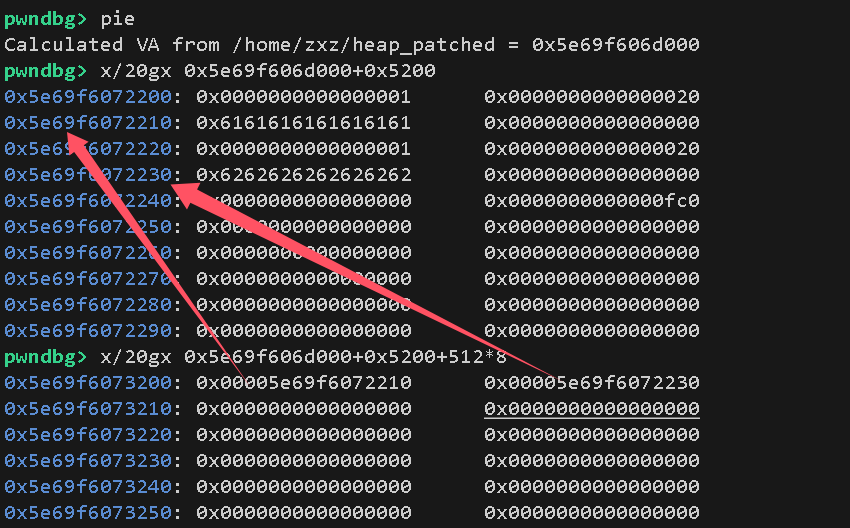 pwndbg> pie
Calculated VA from /home/zxz/heap_patched = 0x5e69f606d000
pwndbg> x/20gx 0x5e69f606d000+0x5200
0x5e69f6072200: 0x0000000000000001 0x0000000000000020
0x5e69f6072210: 0x6161616161616161 0x0000000000000000
0x5e69f6072220: 0x0000000000000001 0x0000000000000020
0x5e69f6072230: 0x6262626262626262 0x0000000000000000
0x5e69f6072240: 0x0000000000000000 0x0000000000000fc0
0x5e69f6072250: 0x0000000000000000 0x0000000000000000
0x5e69f6072260: 0x0000000000000000 0x0000000000000000
0x5e69f6072270: 0x0000000000000000 0x0000000000000000
0x5e69f6072280: 0x0000000000000000 0x0000000000000000
0x5e69f6072290: 0x0000000000000000 0x0000000000000000
pwndbg> x/20gx 0x5e69f606d000+0x5200+512*8
0x5e69f6073200: 0x00005e69f6072210 0x00005e69f6072230
0x5e69f6073210: 0x0000000000000000 0x0000000000000000
0x5e69f6073220: 0x0000000000000000 0x0000000000000000
0x5e69f6073230: 0x0000000000000000 0x0000000000000000
0x5e69f6073240: 0x0000000000000000 0x0000000000000000
0x5e69f6073250: 0x0000000000000000 0x0000000000000000